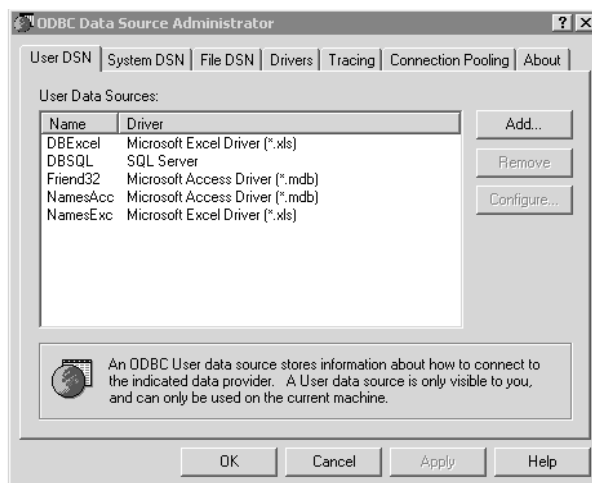 ODBC Data Source Administrator
User DSN System DSN File DSN Drivers Tracing Connection Pooling About
User Data Sources:
Name Driver
DBExcel Microsoft Excel Driver (*.xls)
DBSQL SQL Server
Friend32 Microsoft Access Driver (*.mdb)
NamesAcc Microsoft Access Driver (*.mdb)
NamesExc Microsoft Excel Driver (*.xls)
Add...
Remove
Configure...
An ODBC User data source stores information about how to connect to
the indicated data provider. A User data source is only visible to you,
and can only be used on the current machine.
OK Cancel Apply Help